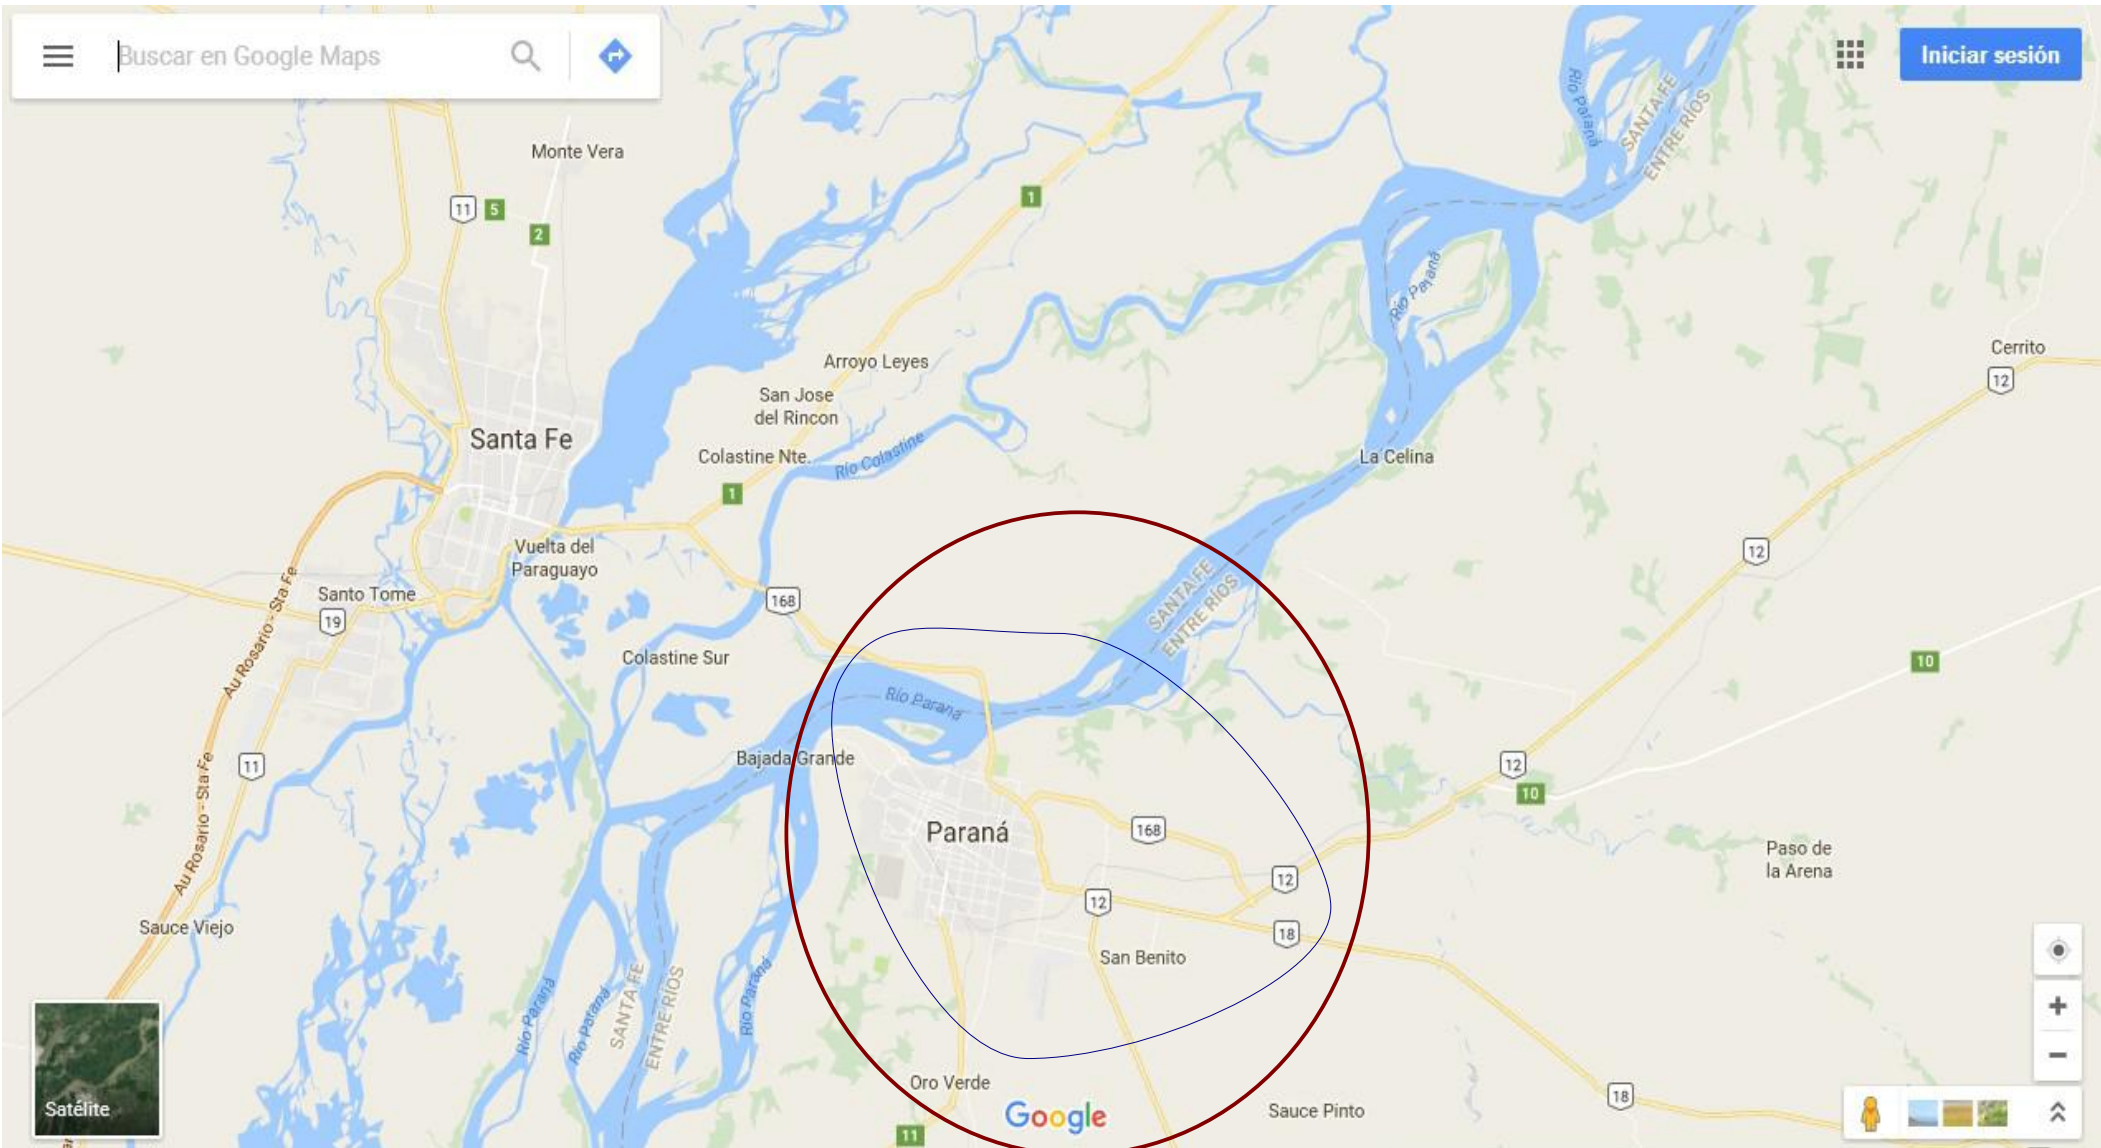 Buscar en Google Maps
Iniciar sesión
Río Paraná
SANTA FE
ENTRE RÍOS
Monte Vera
11
5
2
1
Río Paraná
Cerrito
12
Arroyo Leyes
San Jose
del Rincon
Santa Fe
Colastine Nte.
Río Colastine
La Celina
1
12
Vuelta del
Paraguayo
Santo Tome
19
168
SANTA FE
ENTRE RÍOS
Au Rosario - Sta Fe
Colastine Sur
10
Río Parana
11
Bajada Grande
12
10
Au Rosario - Sta Fe
Paraná
168
Paso de
la Arena
12
12
18
Sauce Viejo
San Benito
Río Paraná
Río Paraná
SANTA FE
ENTRE RÍOS
Río Paraná
Oro Verde
18
Satélite
Google
Sauce Pinto
11